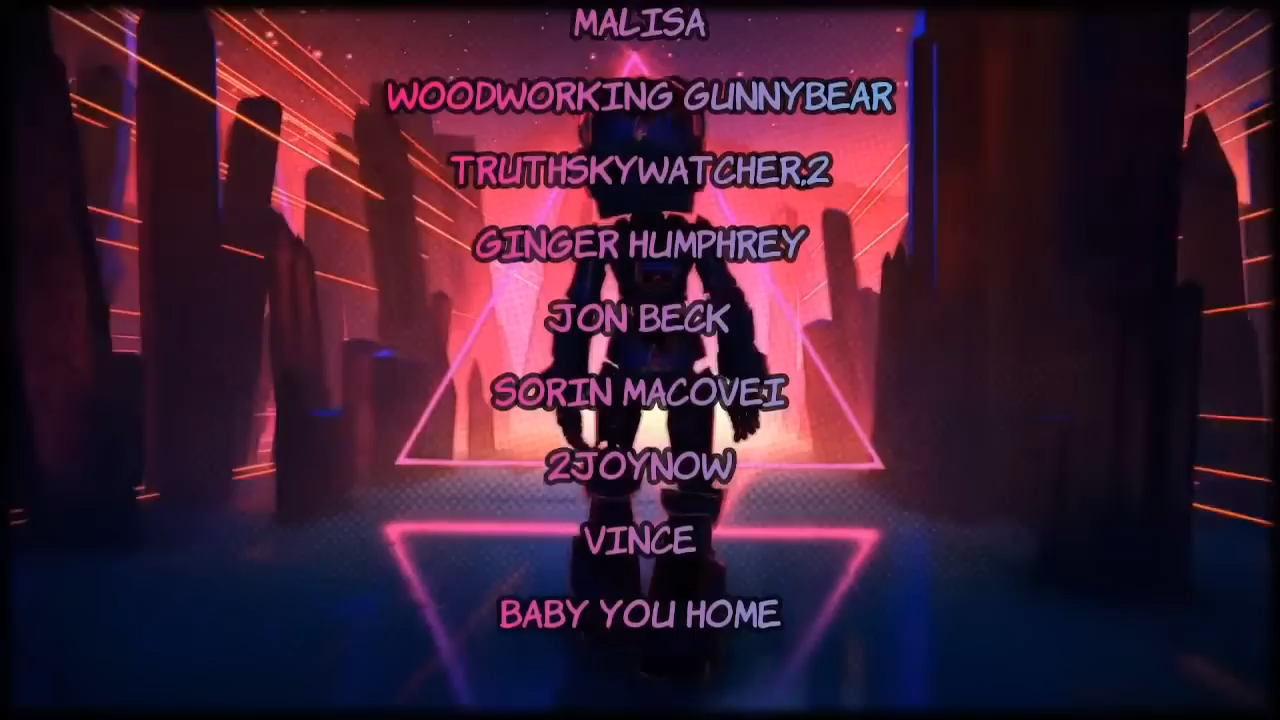 MALISA
WOODWORKING GUNNYBEAR
TRUTHSKYWATCHER.2
GINGER HUMPHREY
JON BECK
SORIN MACOVEI
2JOYNOW
VINCE
BABY YOU HOME